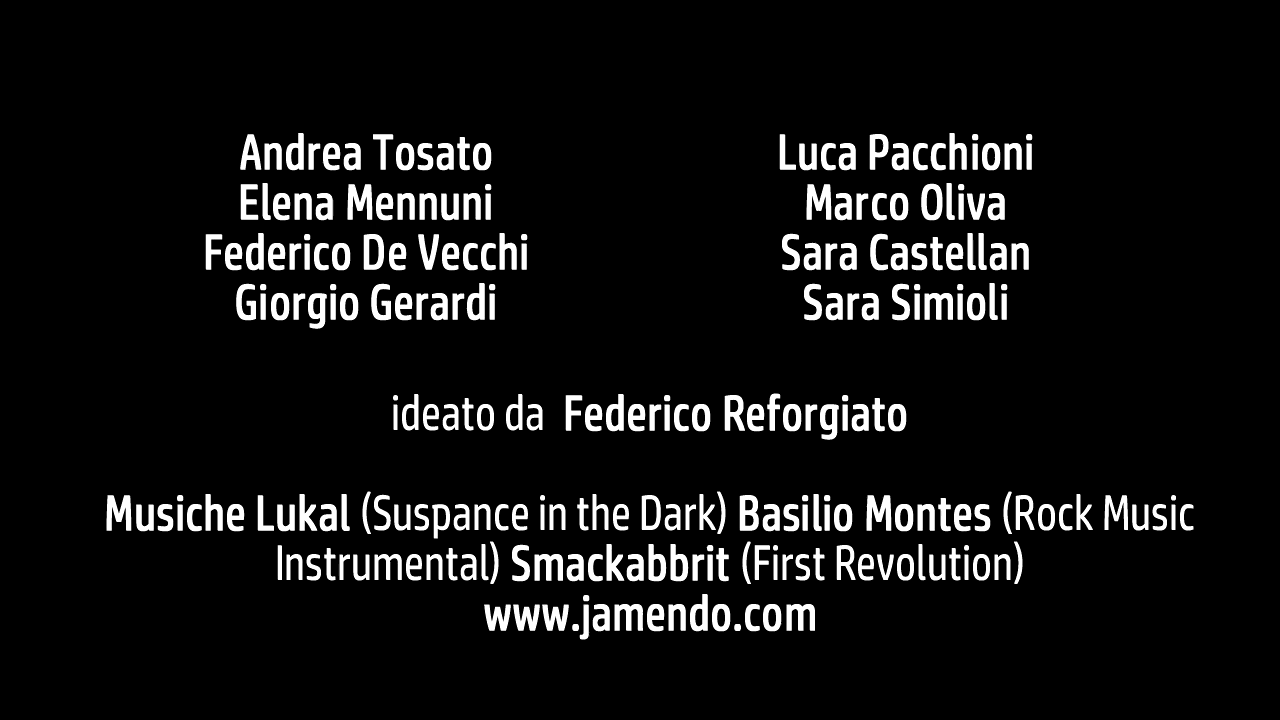 Andrea Tosato
Elena Mennuni
Federico De Vecchi
Giorgio Gerardi
Luca Pacchioni
Marco Oliva
Sara Castellan
Sara Simioli
ideato da Federico Reforgiato
Musiche Lukal (Suspance in the Dark) Basilio Montes (Rock Music
Instrumental) Smackabbrit (First Revolution)
www.jamendo.com